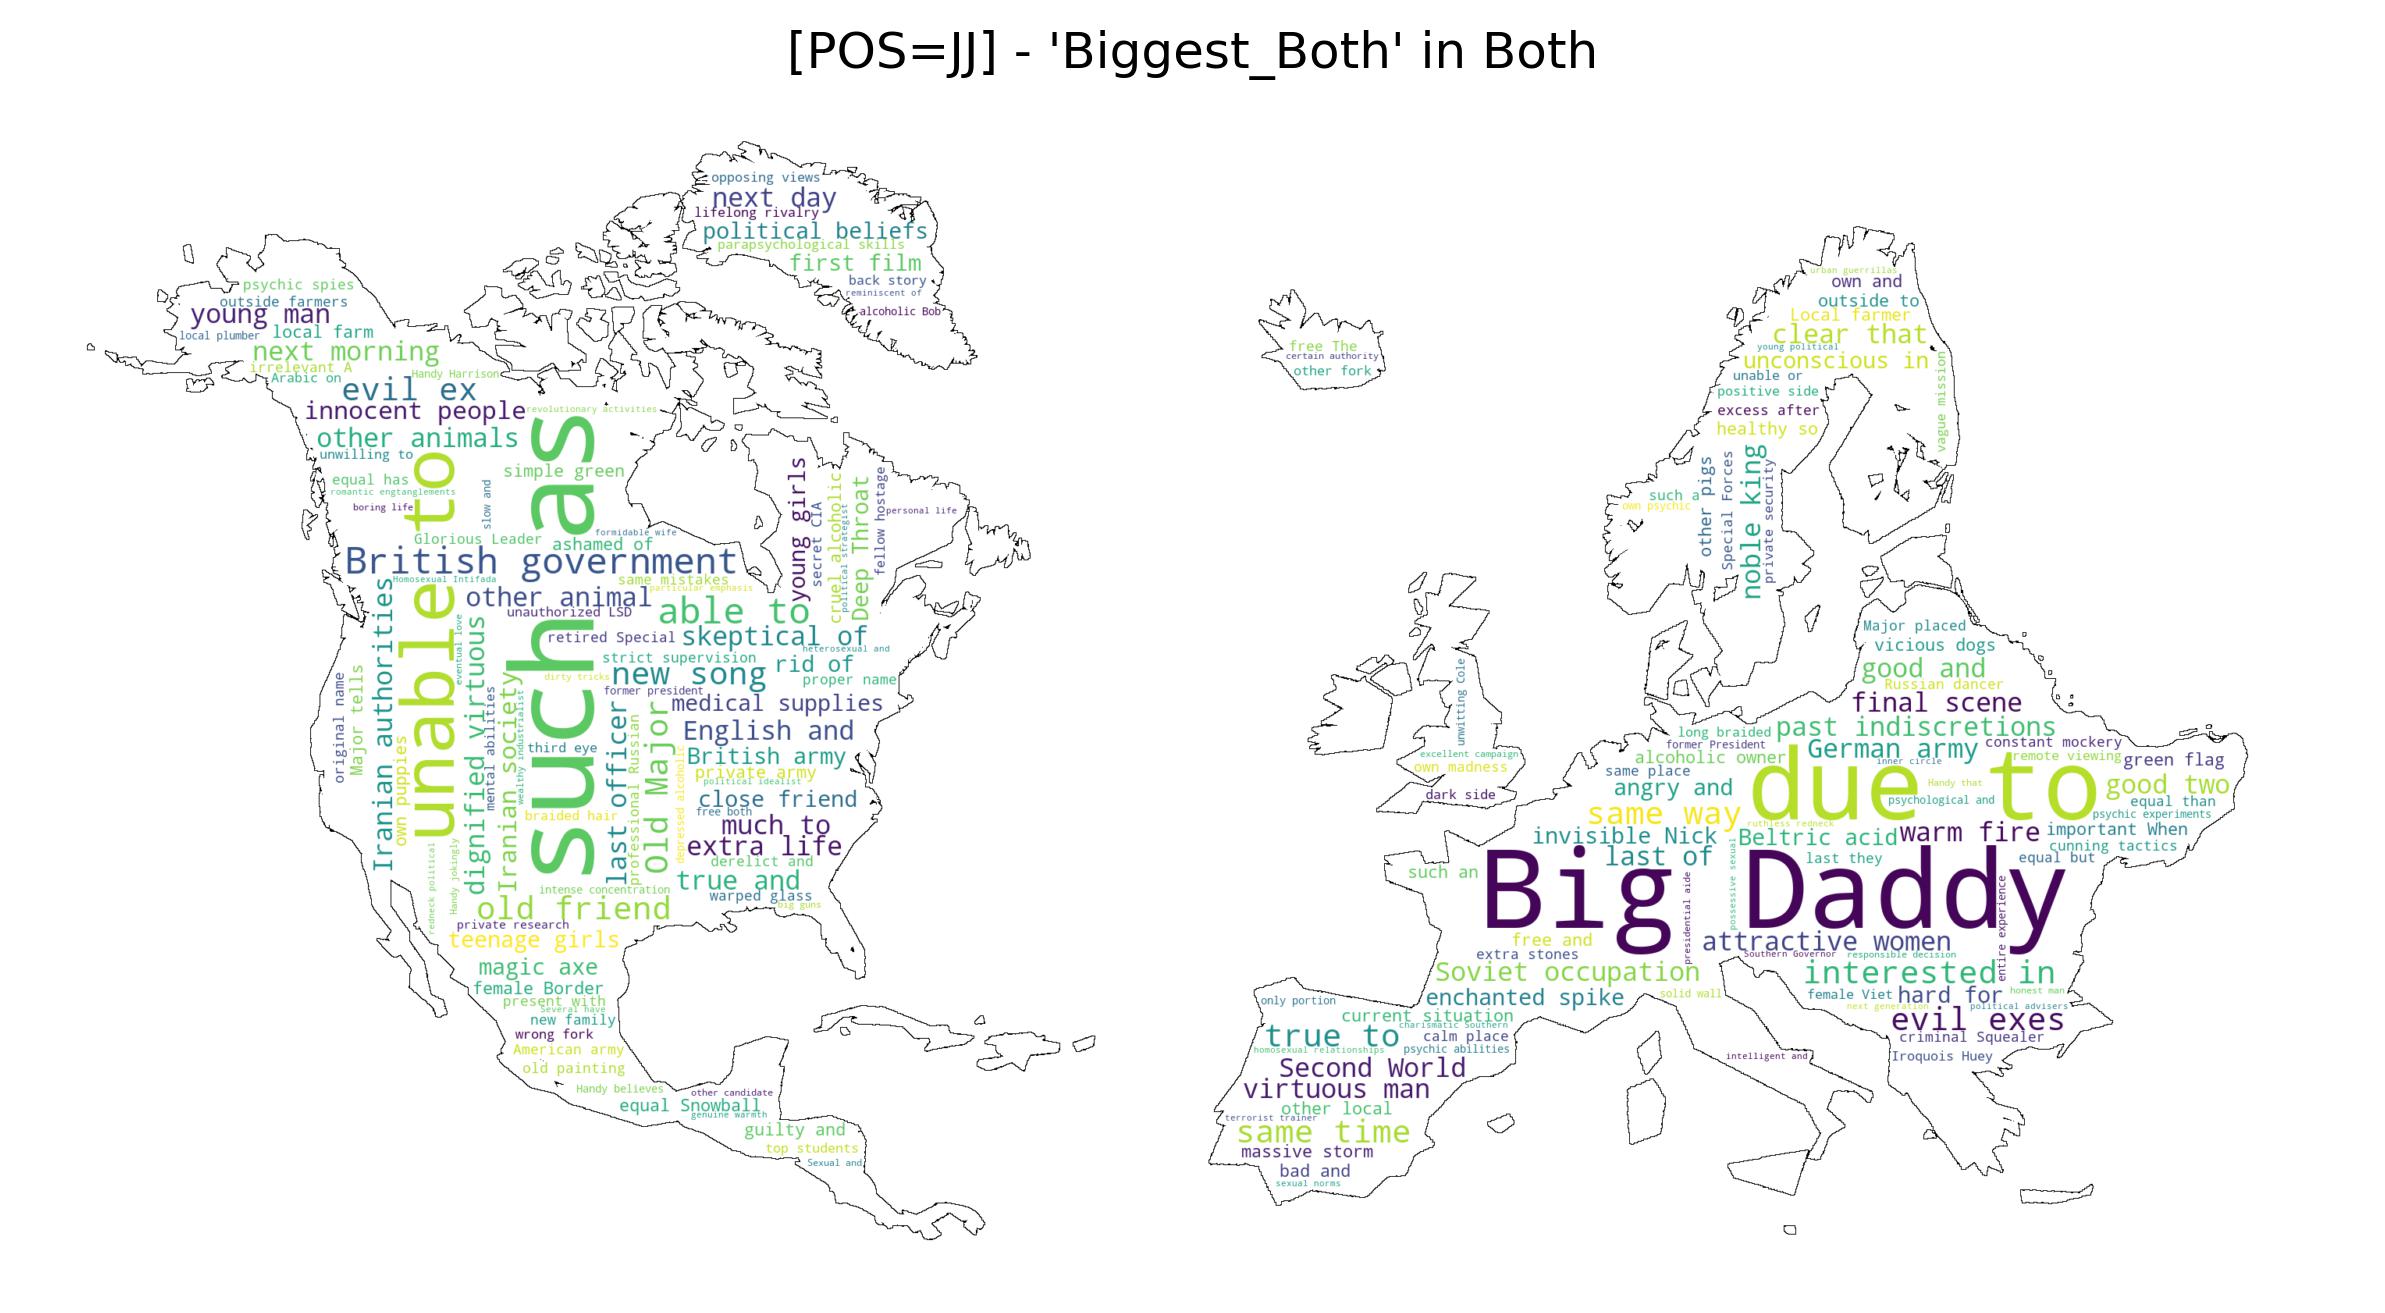 [POS=JJ] - 'Biggest_Both' in Both
opposing views
next day
lifelong rivalry
political beliefs
parapsychological skills
first film
back story
reminiscent of
alcoholic Bob
psychic spies
outside farmers
young man
local plumber
local farm
next morning
irrelevant A
Arabic on
Handy Harrison
evil ex
innocent people
revolutionary activities
other animals
unwilling to
simple green
equal has
romantic engtanglements
boring life
slow and
unable to
such as
Glorious Leader
formidable wife
ashamed of
British government
Homosexual Intifada
same mistakes
particular emphasis
other animal
unauthorized LSD
able to
retired Special
skeptical of
heterosexual and
strict supervision
rid of
dirty tricks
new song
proper name
former president
medical supplies
English and
third eye
British army
private army
political idealist
close friend
free both
braided hair
much to
extra life
derelict and
true and
intense concentration
warped glass
big guns
old friend
private research
teenage girls
magic axe
female Border
present with
Several have
new family
wrong fork
American army
old painting
Handy believes
other candidate
equal Snowball
genuine warmth
guilty and
top students
Sexual and
young girls
secret CIA
cruel alcoholic
political strategist
Deep Throat
fellow hostage
personal life
original name
Major tells
Iranian authorities
own puppies
redneck political
Handy jokingly
eventual love
dignified virtuous
mental abilities
Iranian society
wealthy industrialist
last officer
professional Russian
old Major
depressed alcoholic
free The
certain authority
other fork
urban guerrillas
own and
outside to
Local farmer
clear that
young political
unconscious in
unable or
positive side
vague mission
excess after
healthy so
such a
own psychic
other pigs
Special Forces
noble king
private security
unwitting Cole
excellent campaign
own madness
dark side
Major placed
vicious dogs
good and
Russian dancer
final scene
past indiscretions
long braided
former President
German army
constant mockery
alcoholic owner
inner circle
remote viewing
green flag
same place
due to
Handy that
angry and
good two
psychological and
equal than
same way
psychic experiments
ruthless redneck
invisible Nick
Beltric acid
warm fire
important When
cunning tactics
last of
last they
equal but
such an
Big Daddy
presidential aide
possessive sexual
entire experience
free and
attractive women
extra stones
Southern Governor
responsible decision
Soviet occupation
interested in
enchanted spike
solid wall
female Viet
hard for
honest man
next generation
political advisers
only portion
current situation
evil exes
true to
charismatic Southern
calm place
criminal Squealer
homosexual relationships
psychic abilities
intelligent and
Iroquois Huey
Second World
virtuous man
other local
terrorist trainer
same time
massive storm
bad and
sexual norms